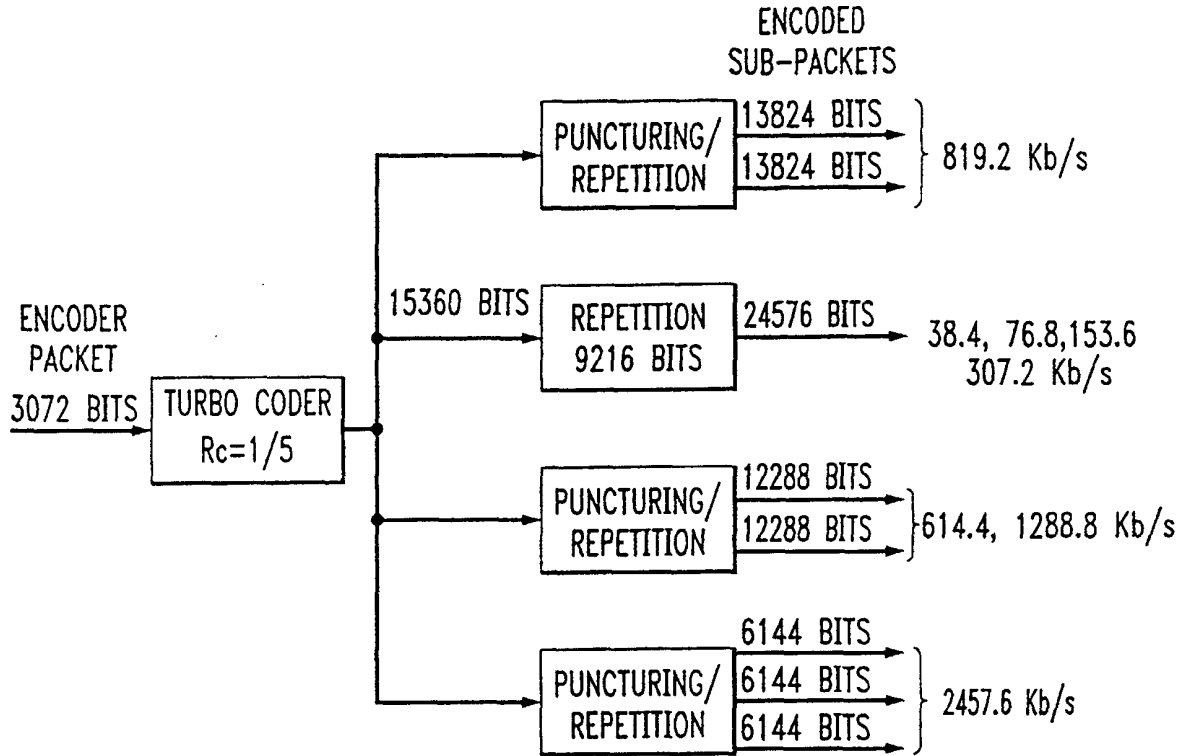 ENCODED
SUB-PACKETS
PUNCTURING/
REPETITION
13824 BITS
13824 BITS
819.2 Kb/s
15360 BITS
REPETITION
9216 BITS
24576 BITS
38.4, 76.8,153.6
307.2 Kb/s
ENCODER
PACKET
3072 BITS
TURBO CODER
Rc=1/5
PUNCTURING/
REPETITION
12288 BITS
12288 BITS
614.4, 1288.8 Kb/s
PUNCTURING/
REPETITION
6144 BITS
6144 BITS
6144 BITS
2457.6 Kb/s